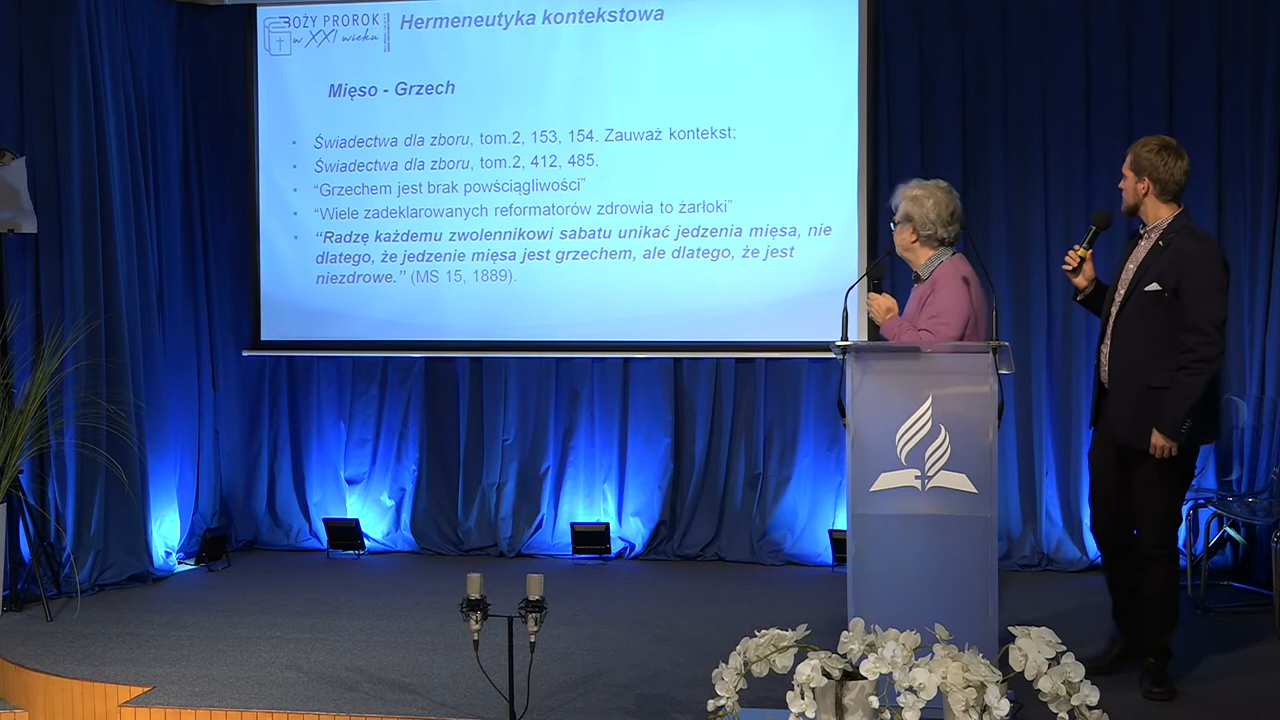 BOŻY PROROK
w XXI wieku
Hermeneutyka kontekstowa
Mięso - Grzech
Świadectwa dla zboru, tom.2, 153, 154. Zauważ kontekst;
Świadectwa dla zboru, tom.2, 412, 485.
“Grzechem jest brak powściągliwości”
“Wiele zadeklarowanych reformatorów zdrowia to żarłoki”
“Radzę każdemu zwolennikowi sabatu unikać jedzenia mięsa, nie
dlatego, że jedzenie mięsa jest grzechem, ale dlatego, że jest
niezdrowe.” (MS 15, 1889).